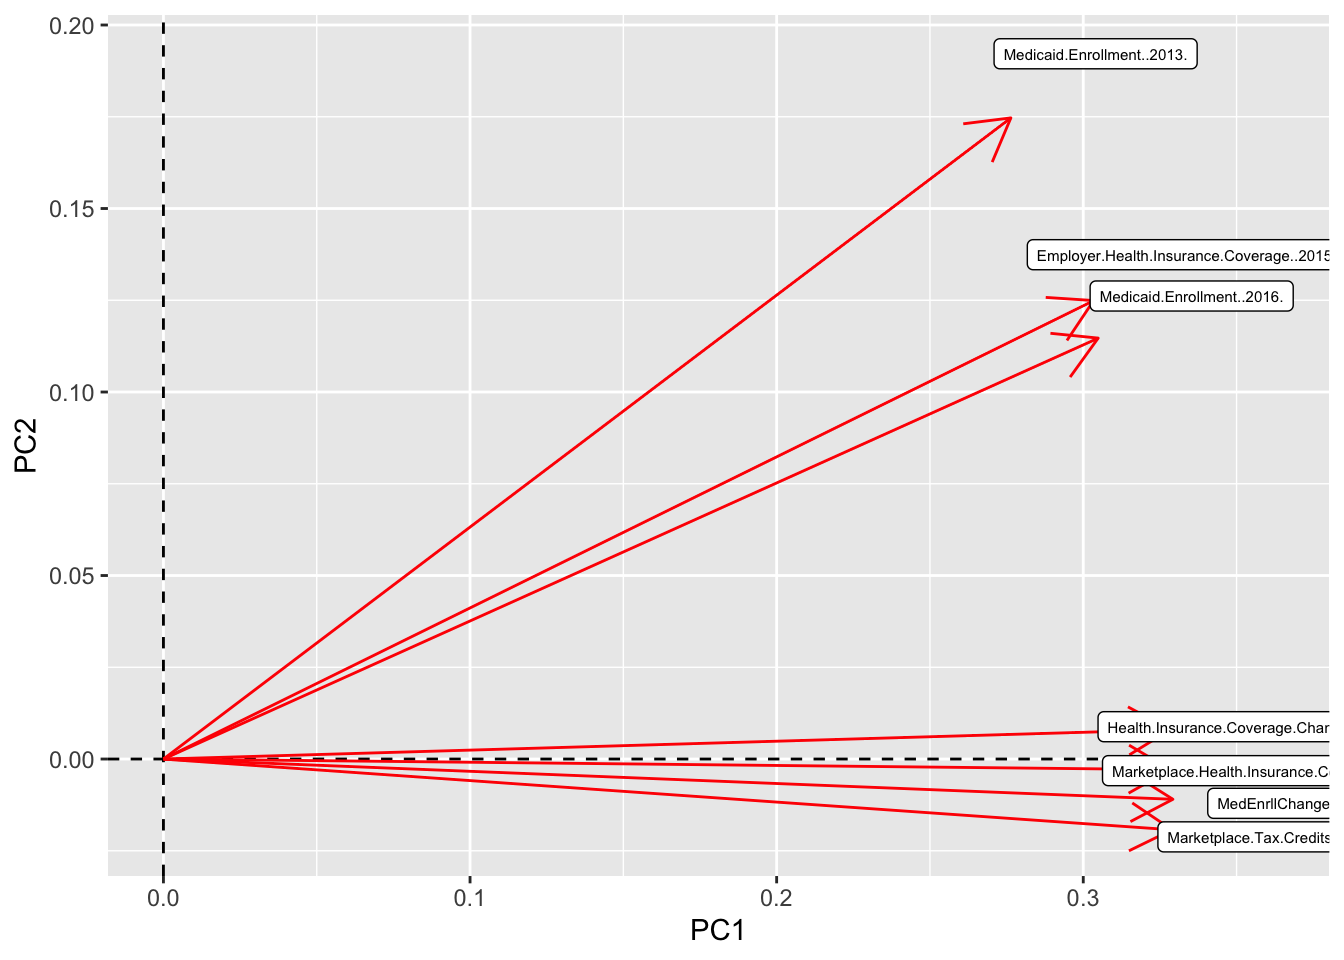 0.20
Medicaid.Enrollment..2013.
0.15
Employer.Health.Insurance.Coverage..2015
Medicaid.Enrollment..2016.
0.10
PC2
0.05
Health.Insurance.Coverage.Char
0.00
Marketplace.Health.Insurance.C
MedEnrllChange
Marketplace.Tax.Credits
0.0 0.1 0.2 0.3
PC1